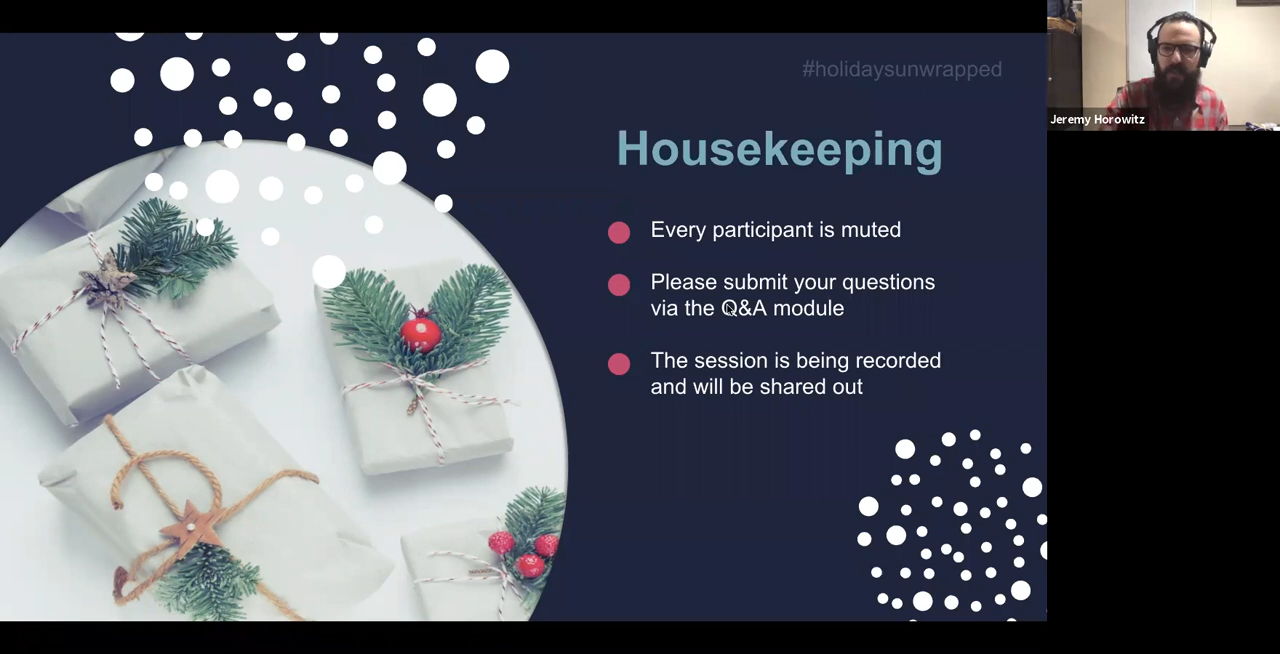 #holidaysunwrapped
Jeremy Horowitz
Housekeeping
Every participant is muted
Please submit your questions
via the Q&A module
The session is being recorded
and will be shared out